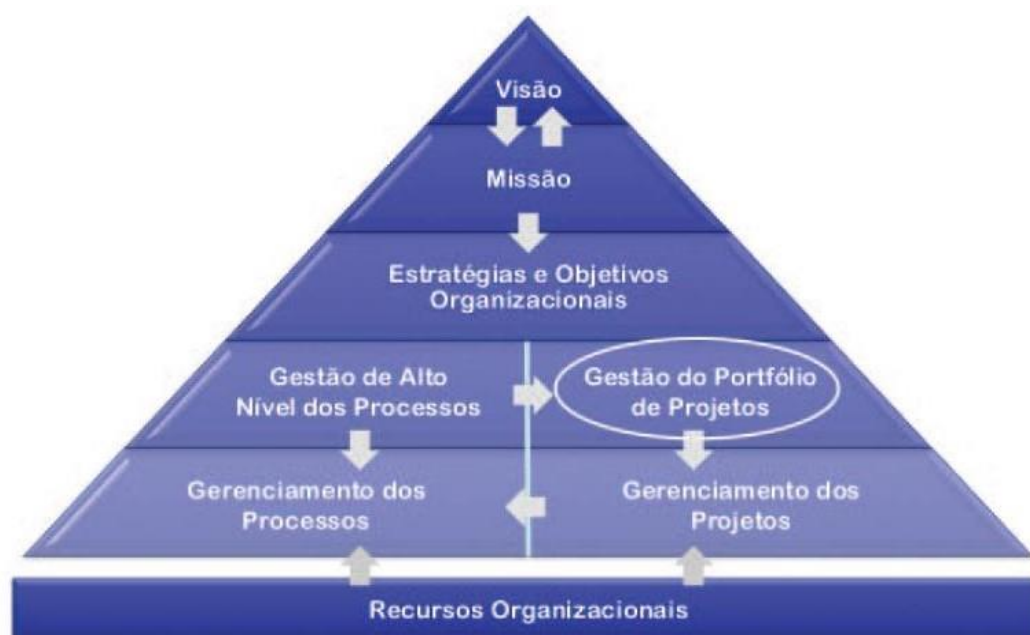 Visão
Missão
Estratégias e Objetivos
Organizacionais
Gestão de Alto
Nível dos Processos
Gestão do Portfólio
de Projetos
Gerenciamento dos
Processos
Gerenciamento dos
Projetos
Recursos Organizacionais